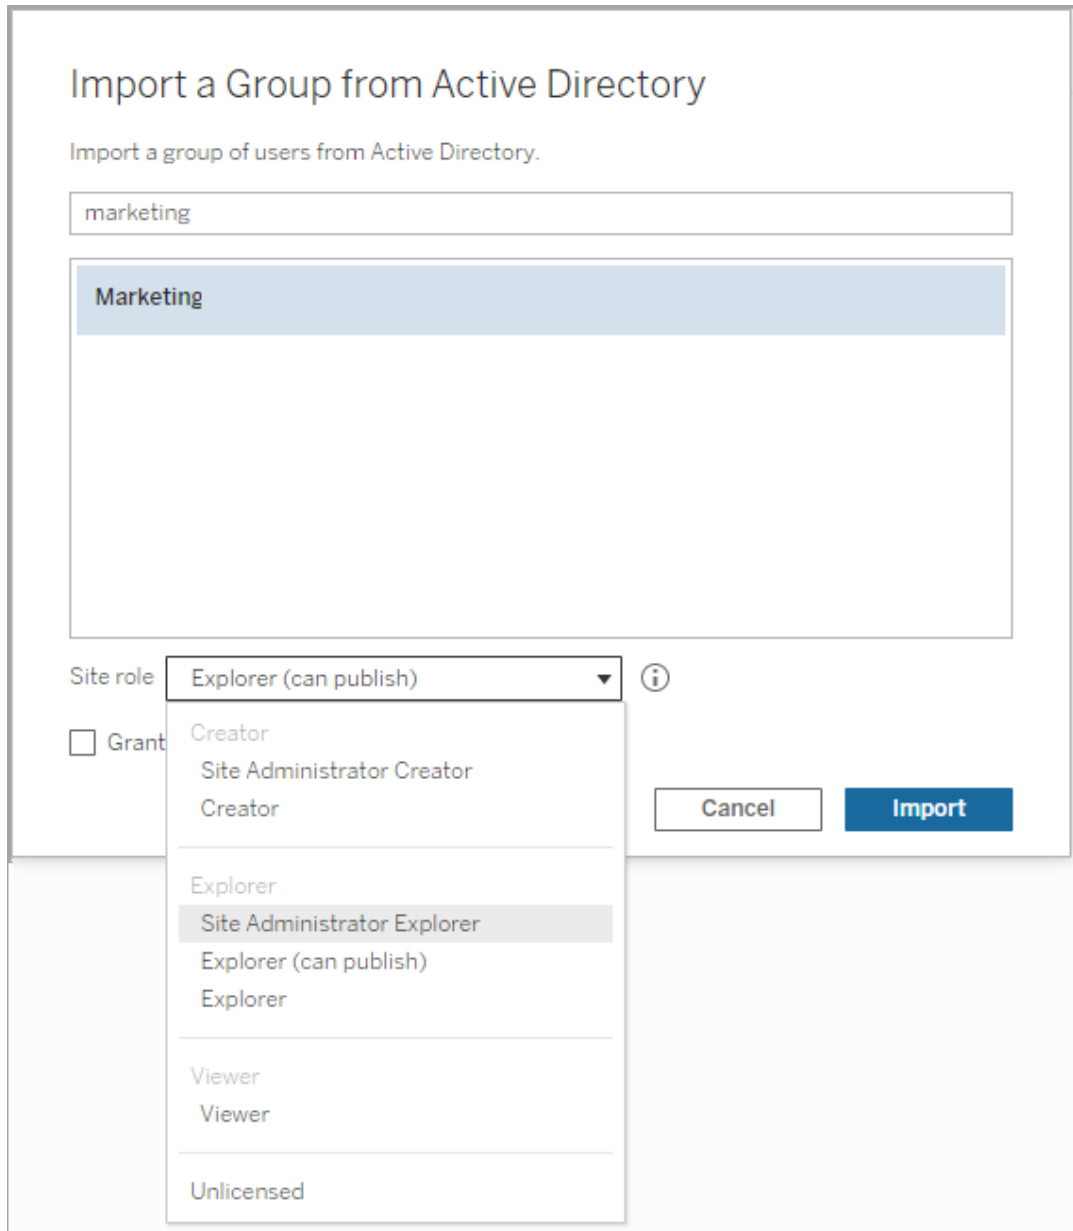 Import a Group from Active Directory
Import a group of users from Active Directory.
marketing
Marketing
Site role
Explorer (can publish)
Grant
Creator
Site Administrator Creator
Creator
Cancel
Import
Explorer
Site Administrator Explorer
Explorer (can publish)
Explorer
Viewer
Viewer
Unlicensed